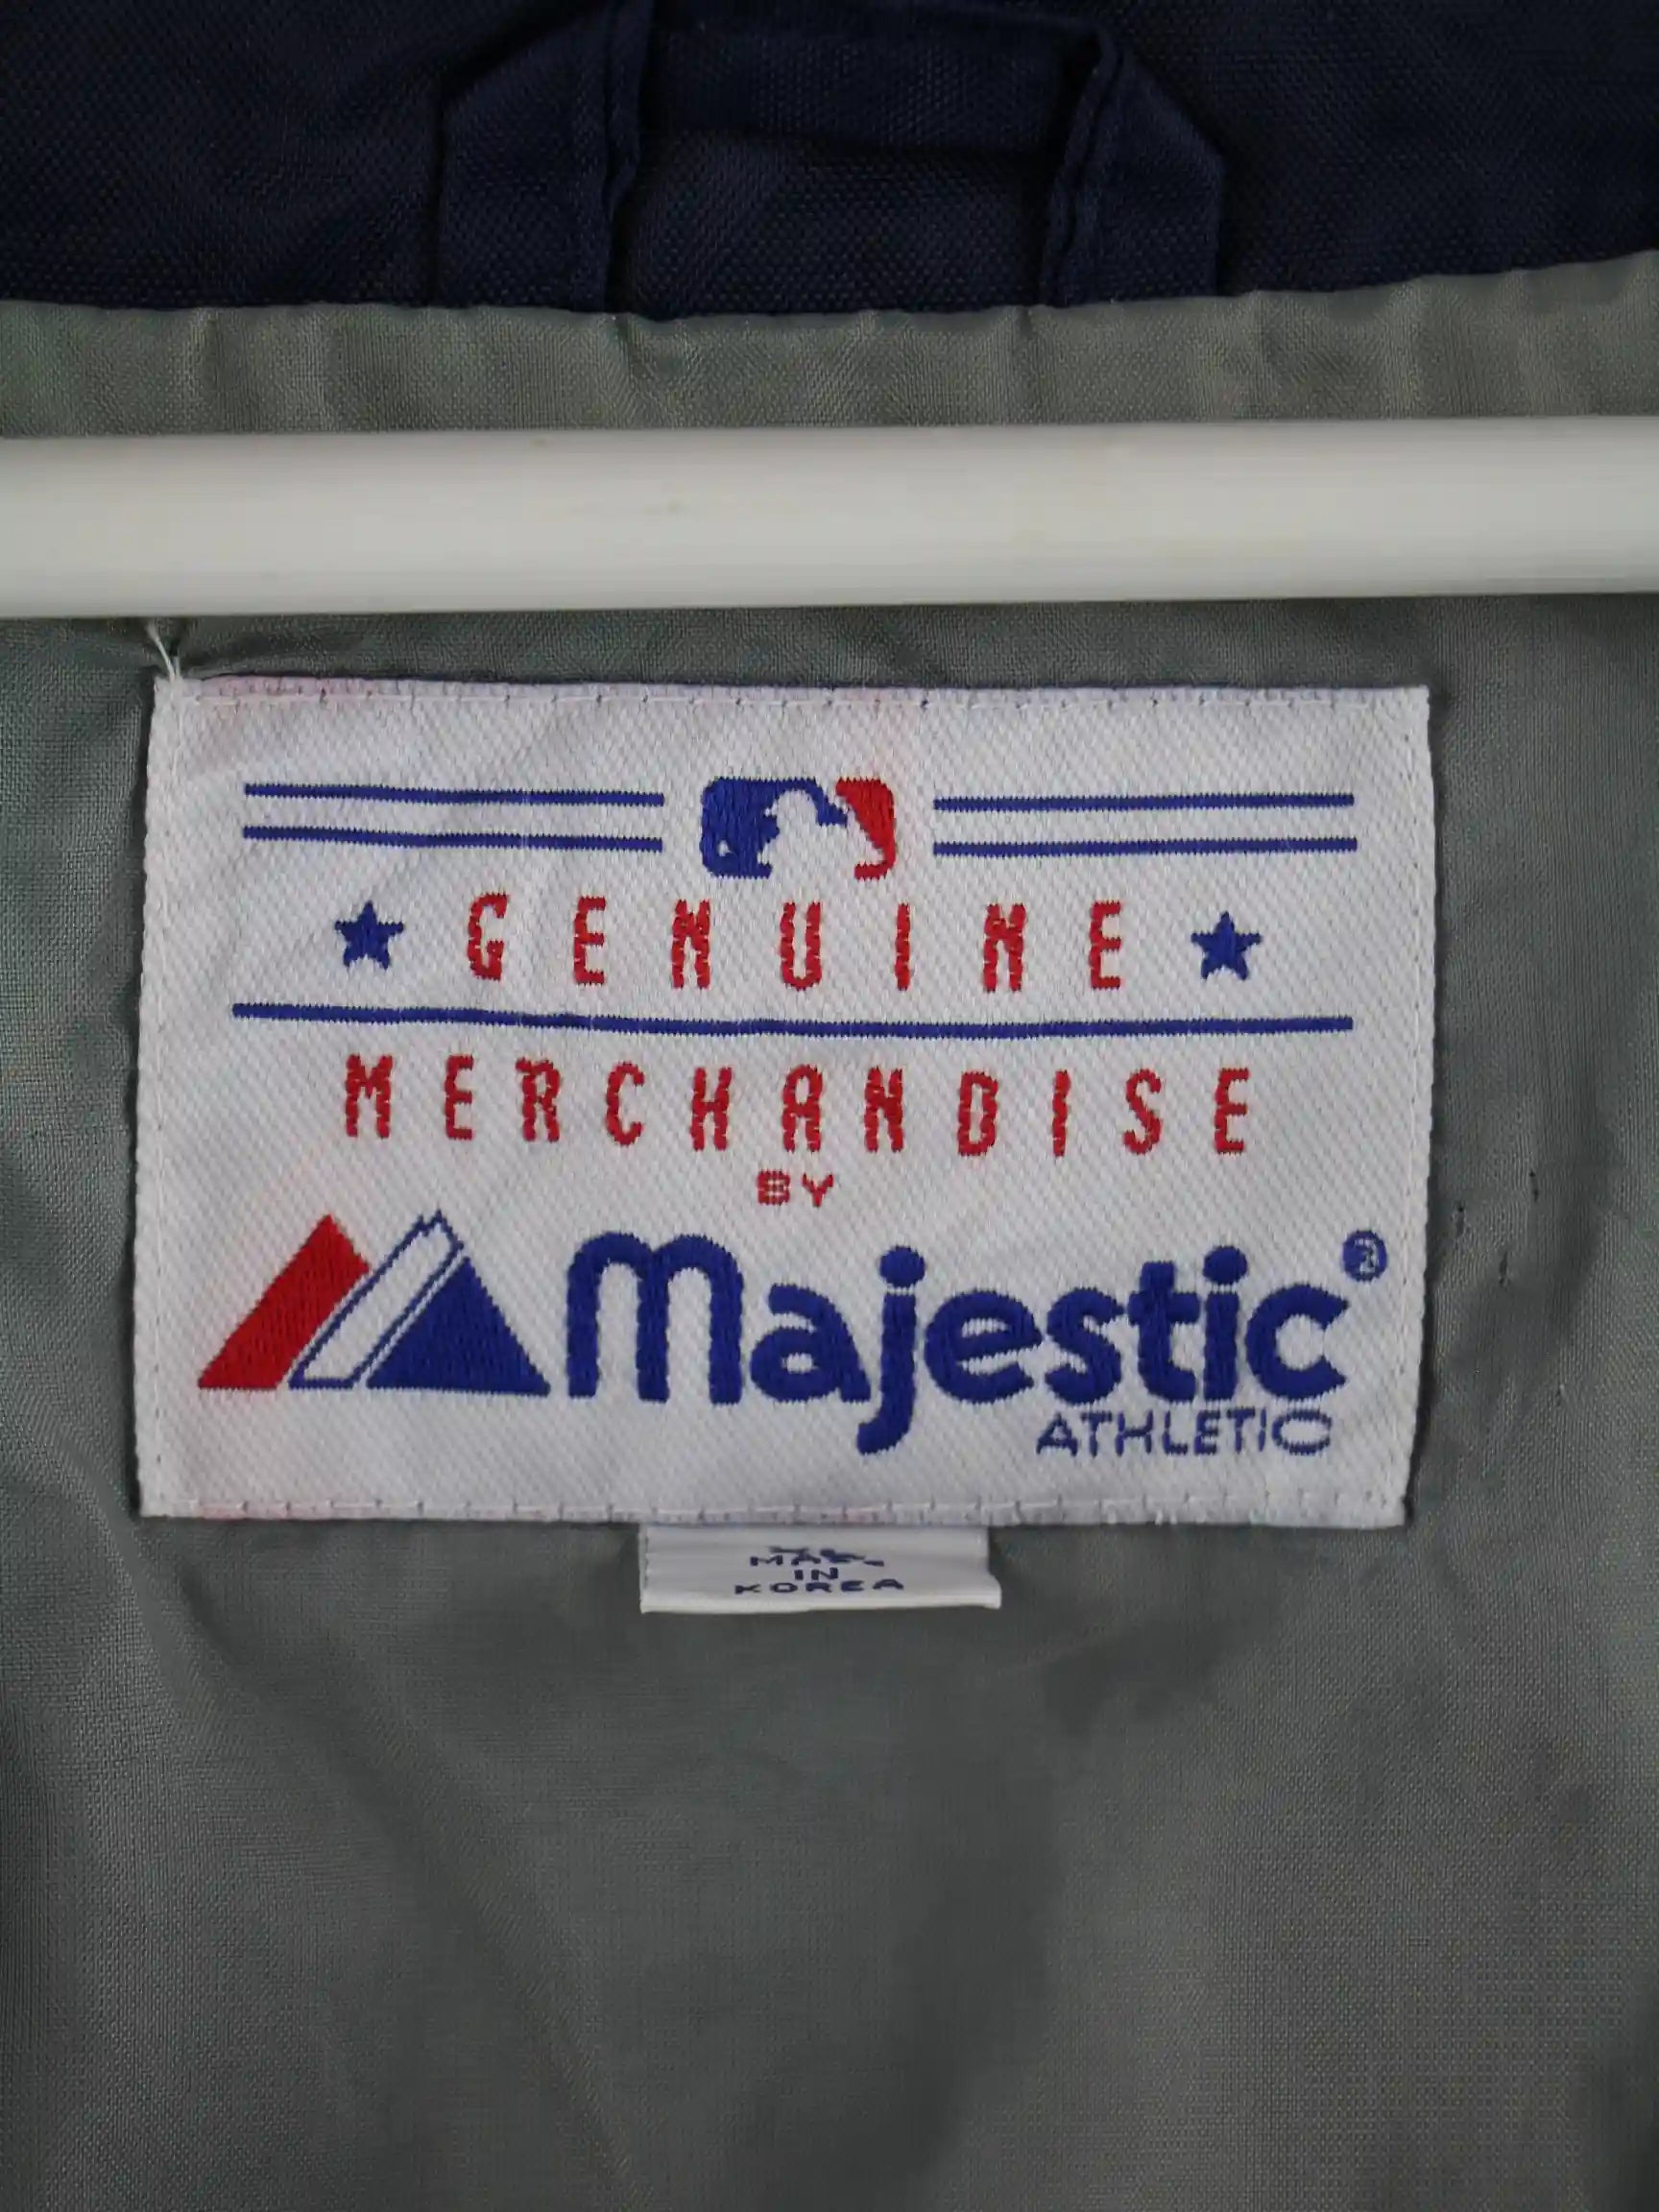 GENUINE
MERCHANDISE
BY
Majestic®
ATHLETIC
MADE
IN
KOREA